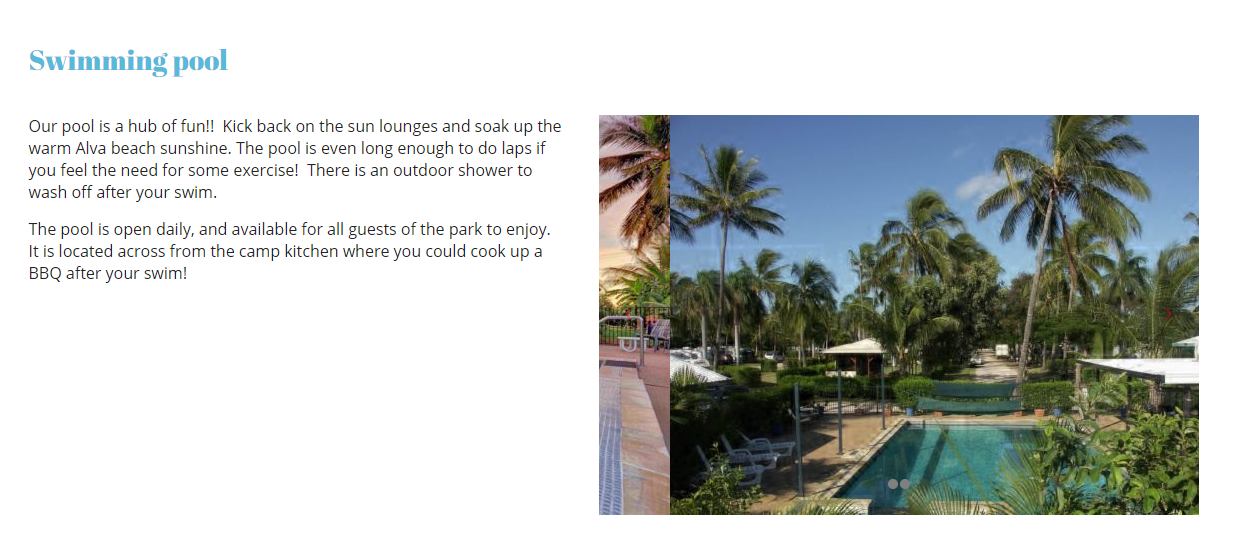 Swimming pool
Our pool is a hub of fun!!  Kick back on the sun lounges and soak up the
warm Alva beach sunshine. The pool is even long enough to do laps if
you feel the need for some exercise!  There is an outdoor shower to
wash off after your swim.
The pool is open daily, and available for all guests of the park to enjoy.
It is located across from the camp kitchen where you could cook up a
BBQ after your swim!